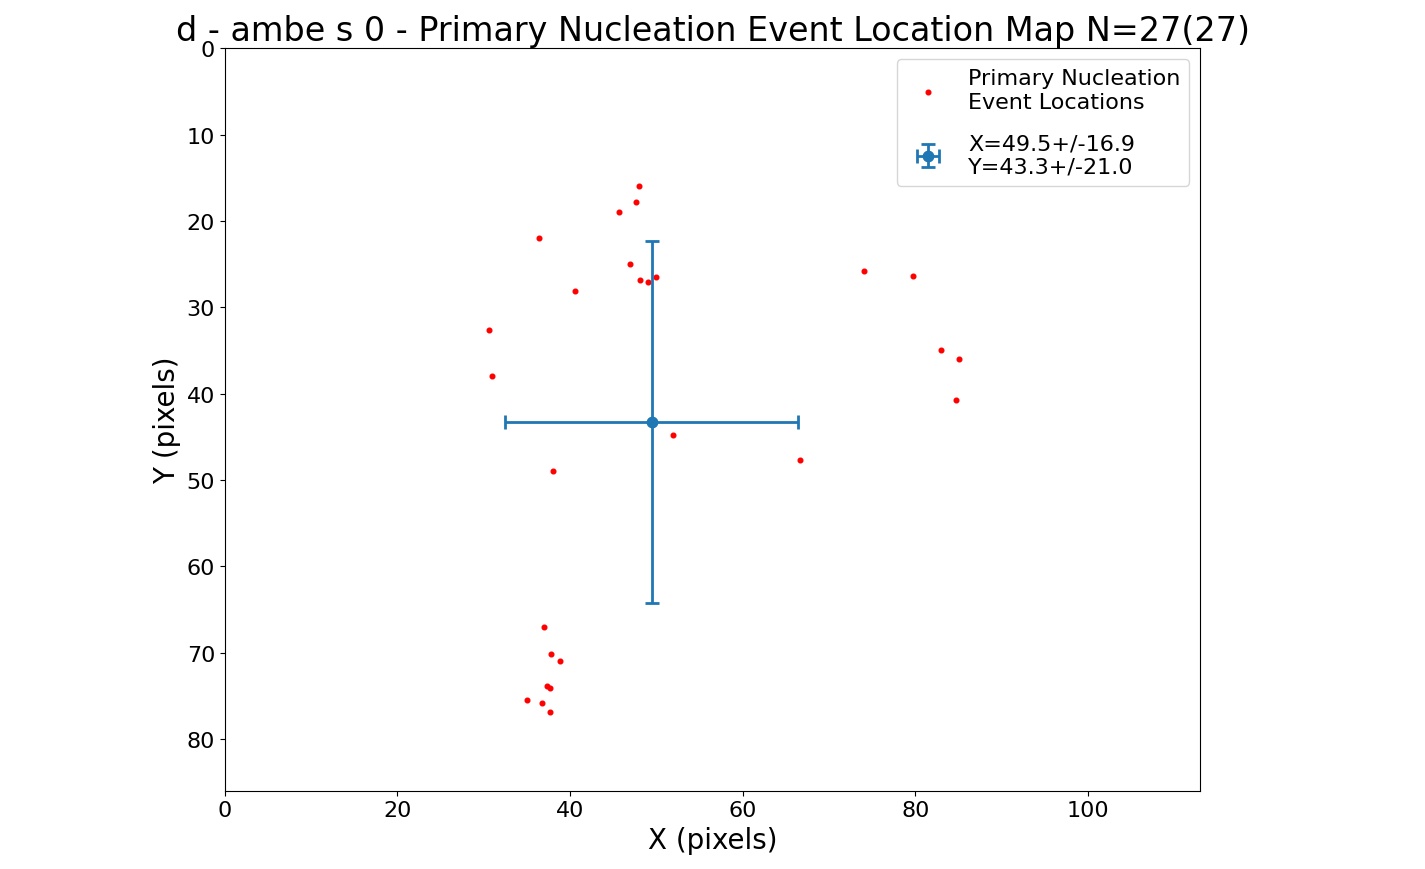 d - ambe s 0 - Primary Nucleation Event Location Map N=27(27)
Primary Nucleation
Event Locations
X=49.5+/-16.9
Y=43.3+/-21.0
0
10
20
30
40
50
60
70
80
Y (pixels)
0 20 40 60 80 100
X (pixels)